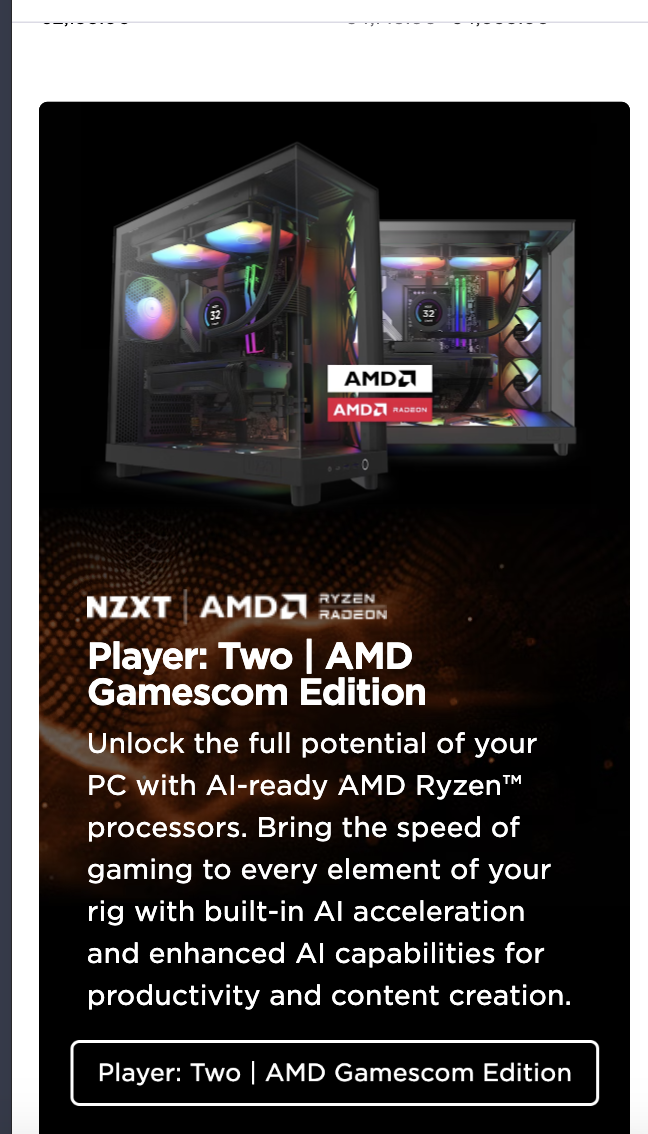 32
32
AMD
AMD RADEON
NZXT | AMD RYZEN RADEON
Player: Two | AMD
Gamescom Edition
Unlock the full potential of your
PC with AI-ready AMD Ryzen™
processors. Bring the speed of
gaming to every element of your
rig with built-in AI acceleration
and enhanced AI capabilities for
productivity and content creation.
Player: Two | AMD Gamescom Edition